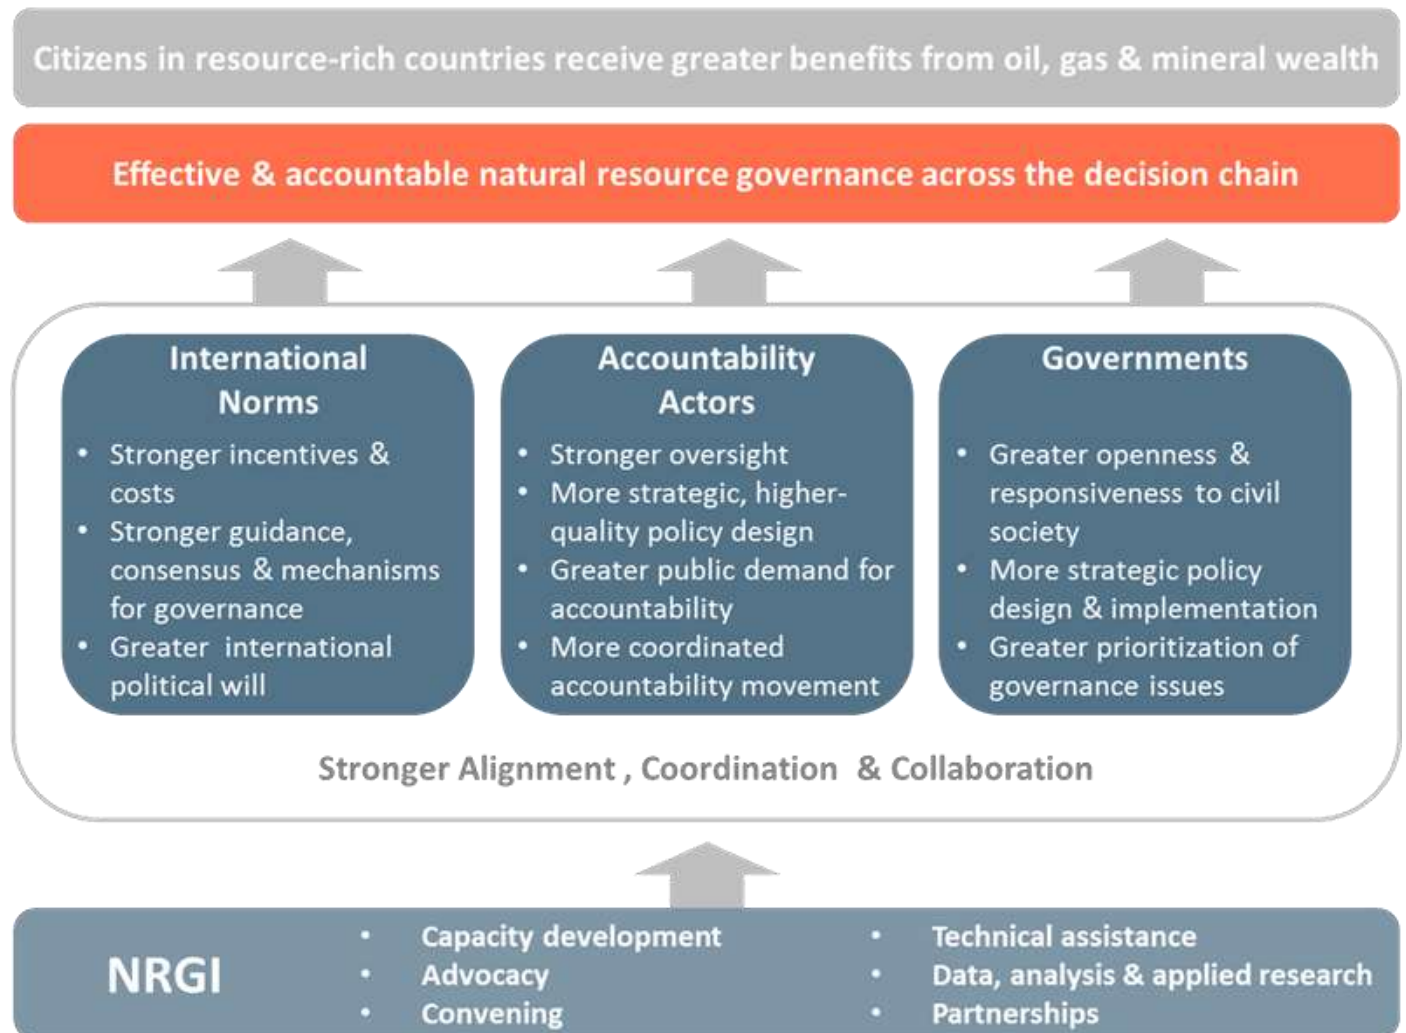 Citizens in resource-rich countries receive greater benefits from oil, gas & mineral wealth
Effective & accountable natural resource governance across the decision chain
International
Norms
• Stronger incentives &
costs
• Stronger guidance,
consensus & mechanisms
for governance
• Greater international
political will
Accountability
Actors
• Stronger oversight
• More strategic, higher-
quality policy design
• Greater public demand for
accountability
• More coordinated
accountability movement
Governments
• Greater openness &
responsiveness to civil
society
• More strategic policy
design & implementation
• Greater prioritization of
governance issues
Stronger Alignment , Coordination & Collaboration
NRGI
• Capacity development
• Advocacy
• Convening
• Technical assistance
• Data, analysis & applied research
• Partnerships